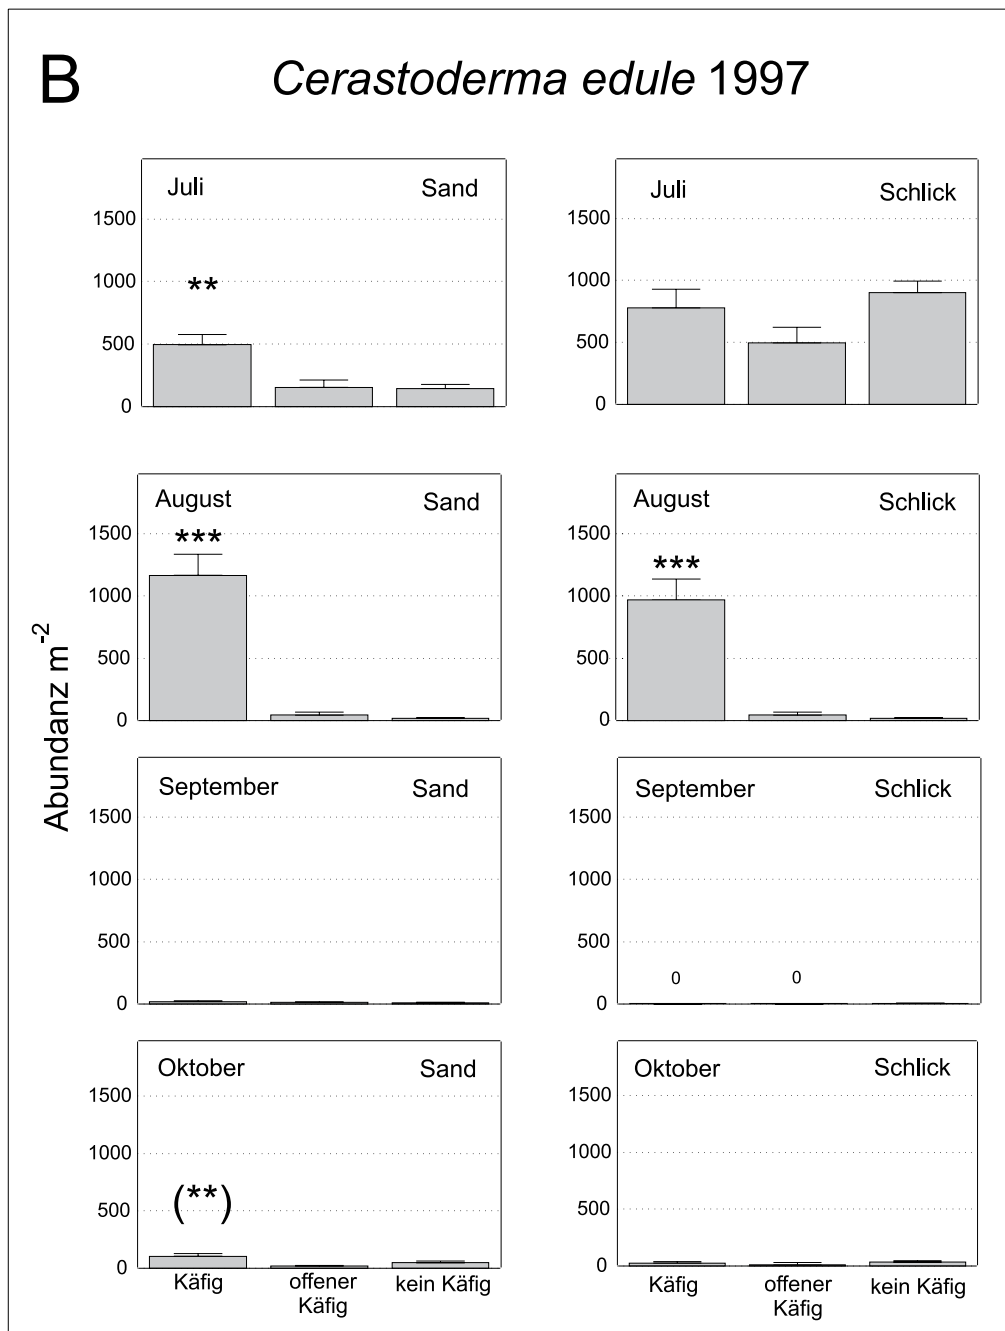 B Cerastoderma edule 1997
Juli Sand
1500
1000
**
500
0
Juli Schlick
1500
1000
500
0
Abundanz m-2
August Sand
1500
***
1000
500
0
August Schlick
1500
***
1000
500
0
September Sand
1500
1000
500
0
September Schlick
1500
1000
500
0 0
0
Oktober Sand
1500
1000
(**)
500
0
Käfig offener kein Käfig
Käfig
Oktober Schlick
1500
1000
500
0
Käfig offener kein Käfig
Käfig